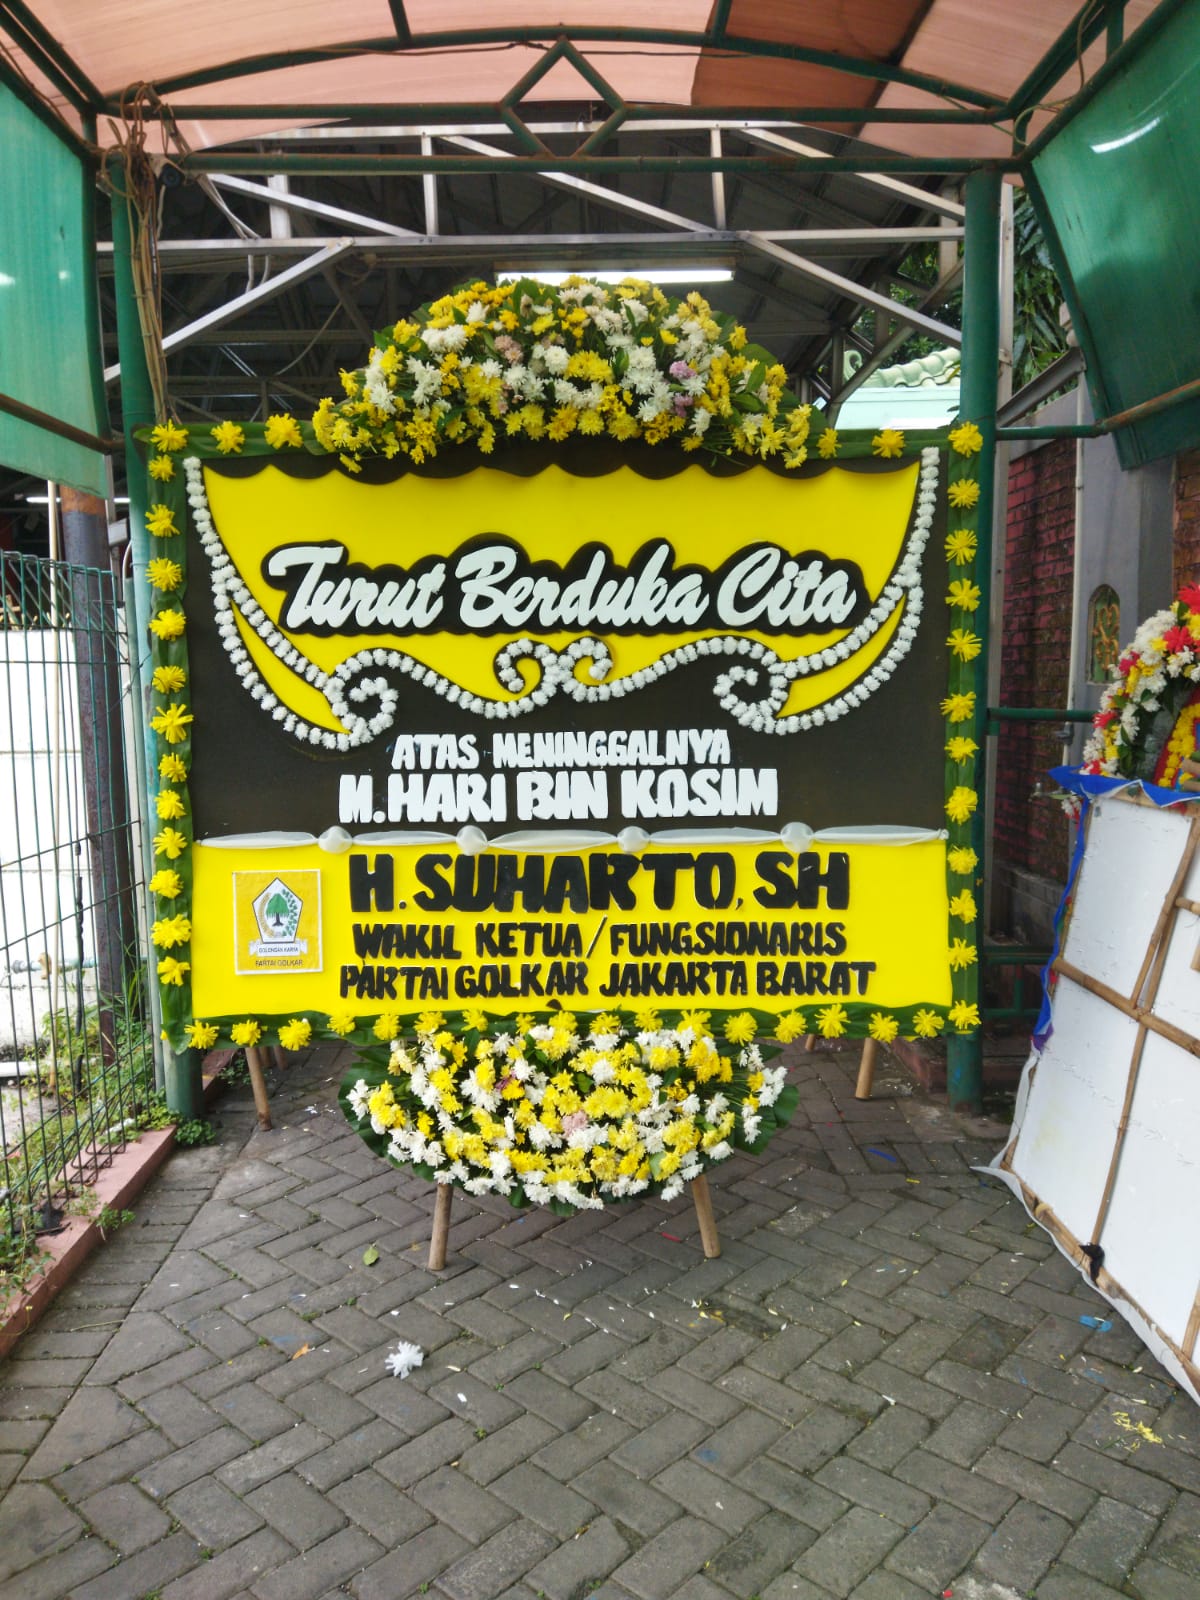 Turut Berduka Cita
ATAS MENINGGALNYA
M. HARI BIN KOSIM
H. SUHARTO, SH
WAKIL KETUA/FUNGSIONARIS
PARTAI GOLKAR JAKARTA BARAT
GOLONGAN KARYA
PARTAI GOLKAR